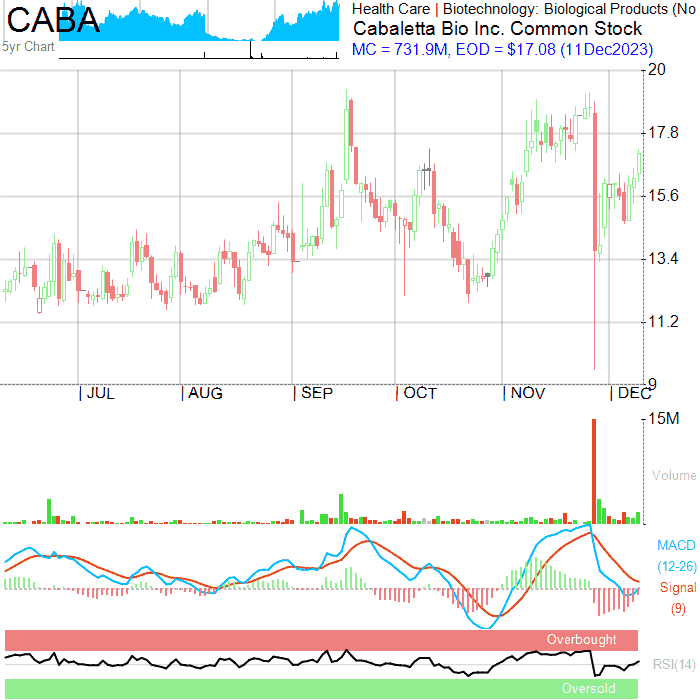 CABA
5yr Chart
Health Care | Biotechnology: Biological Products (No
Cabaletta Bio Inc. Common Stock
MC = 731.9M, EOD = $17.08 (11Dec2023)
20
17.8
15.6
13.4
11.2
9
JUL AUG SEP OCT NOV DEC
15M
Volume
MACD
(12-26)
Signal
(9)
Overbought
RSI(14)
Oversold